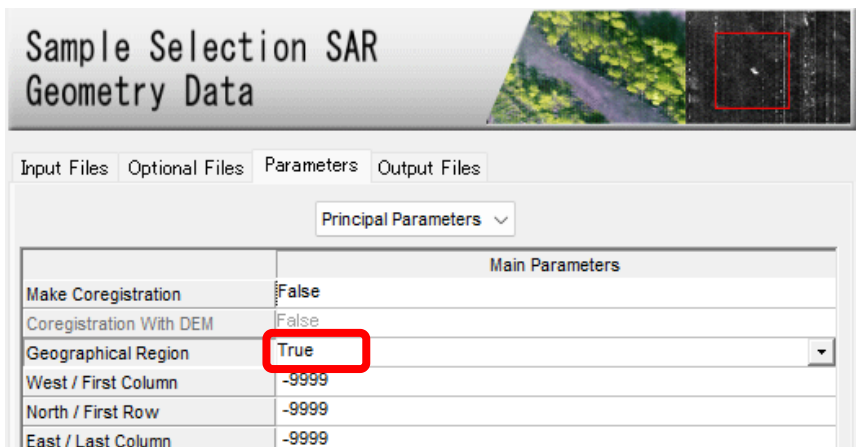 Sample Selection SAR
Geometry Data
Input Files Optional Files Parameters Output Files
Principal Parameters
Main Parameters
Make Coregistration False
Coregistration With DEM False
Geographical Region True
West / First Column -9999
North / First Row -9999
East / Last Column -9999